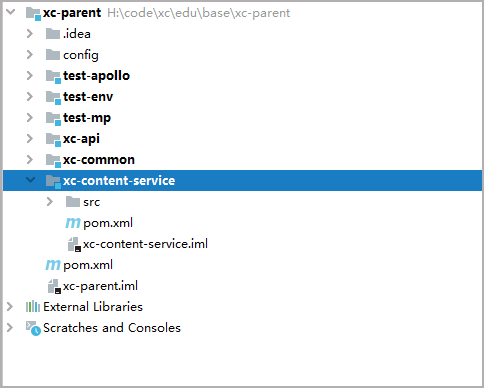 xc-parent H:\code\xc\edu\base\xc-parent
.idea
config
test-apollo
test-env
test-mp
xc-api
xc-common
xc-content-service
src
pom.xml
xc-content-service.iml
pom.xml
xc-parent.iml
External Libraries
Scratches and Consoles